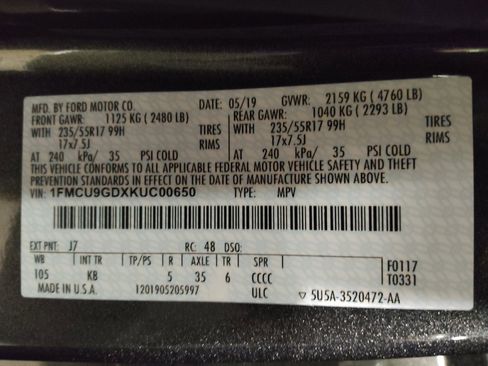 MFD. BY FORD MOTOR CO. DATE: 05/19 GVWR: 2159 KG ( 4760 LB)
FRONT GAWR: 1125 KG ( 2480 LB) REAR GAWR: 1040 KG ( 2293 LB)
WITH 235/55R17 99H TIRES WITH 235/55R17 99H TIRES
17x7.5J RIMS 17x7.5J RIMS
AT 240 kPa/ 35 PSI COLD AT 240 kPa/ 35 PSI COLD
THIS VEHICLE CONFORMS TO ALL APPLICABLE FEDERAL MOTOR VEHICLE SAFETY AND THEFT
PREVENTION STANDARDS IN EFFECT ON THE DATE OF MANUFACTURE SHOWN ABOVE.
VIN: 1FMCU9GDXKUC00650 TYPE: MPV
EXT PNT: J7 RC: 48 DSO: F0117
WB INT TR TP/PS R AXLE TR SPR T0331
105 KB 5 35 6 CCCC
MADE IN U.S.A. 1201905205997 ULC ▽ 5U5A-3520472-AA